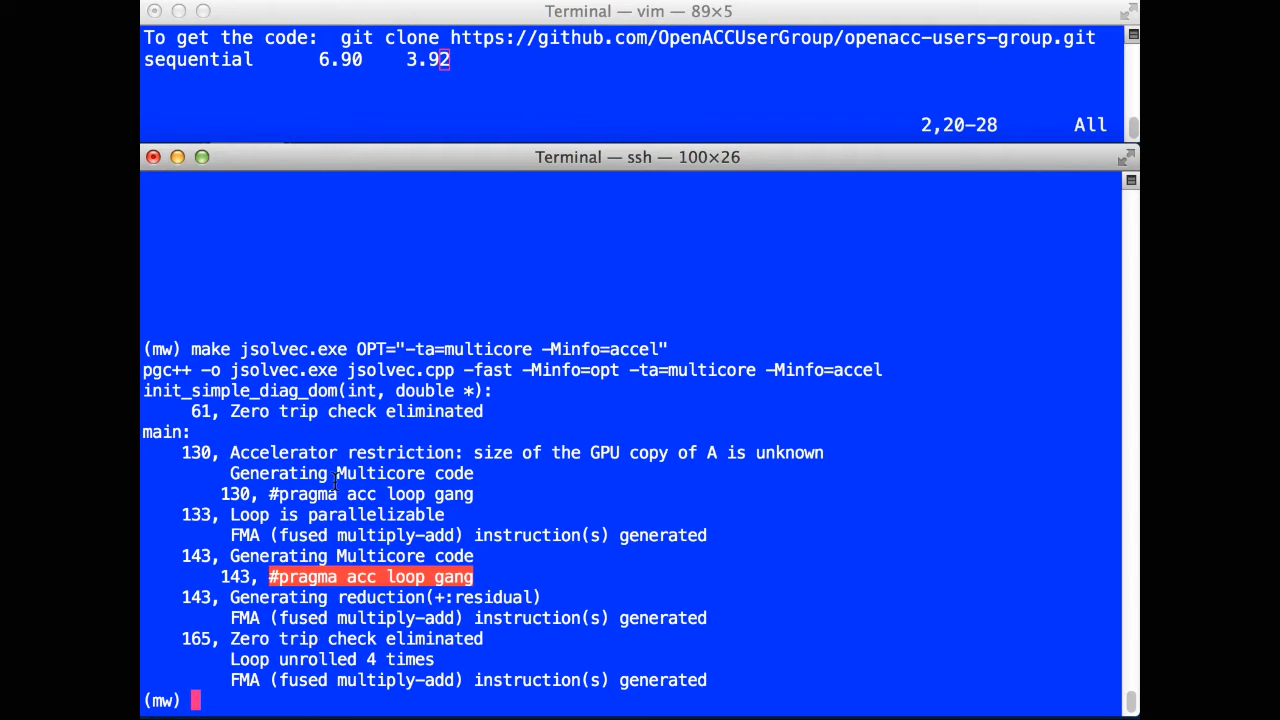 Terminal — vim — 89×5
To get the code:  git clone https://github.com/OpenACCUserGroup/openacc-users-group.git
sequential      6.90    3.92
2,20-28        All
Terminal — ssh — 100×26
(mw) make jsolvec.exe OPT="-ta=multicore -Minfo=accel"
pgc++ -o jsolvec.exe jsolvec.cpp -fast -Minfo=opt -ta=multicore -Minfo=accel
init_simple_diag_dom(int, double *):
     61, Zero trip check eliminated
main:
    130, Accelerator restriction: size of the GPU copy of A is unknown
         Generating Multicore code
        130, #pragma acc loop gang
    133, Loop is parallelizable
         FMA (fused multiply-add) instruction(s) generated
    143, Generating Multicore code
        143, #pragma acc loop gang
    143, Generating reduction(+:residual)
         FMA (fused multiply-add) instruction(s) generated
    165, Zero trip check eliminated
         Loop unrolled 4 times
         FMA (fused multiply-add) instruction(s) generated
(mw)